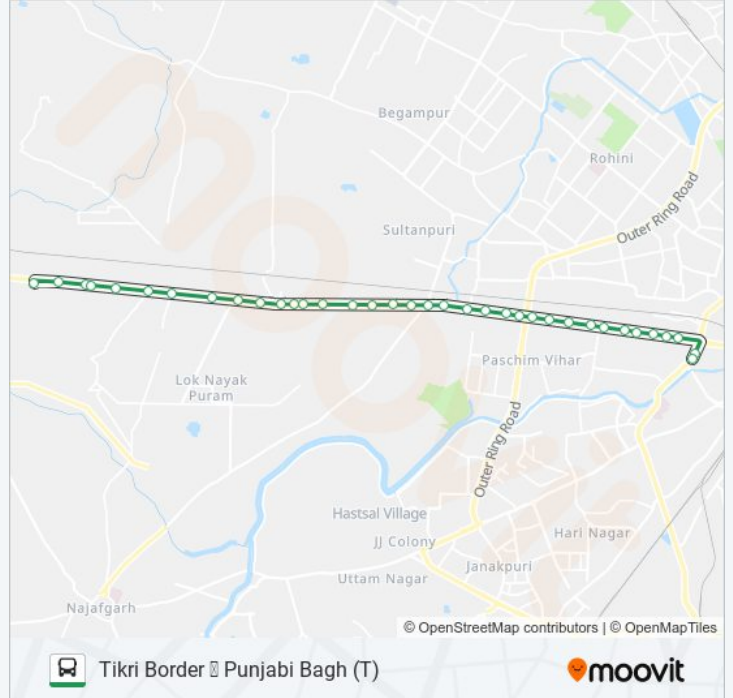 Begampur
Rohini
Outer Ring Road
Sultanpuri
Paschim Vihar
Lok Nayak
Puram
Outer Ring Road
Hastsal Village
JJ Colony
Hari Nagar
Janakpuri
Uttam Nagar
Najafgarh
© OpenStreetMap contributors | © OpenMapTiles
Tikri Border ▯ Punjabi Bagh (T)
moovit